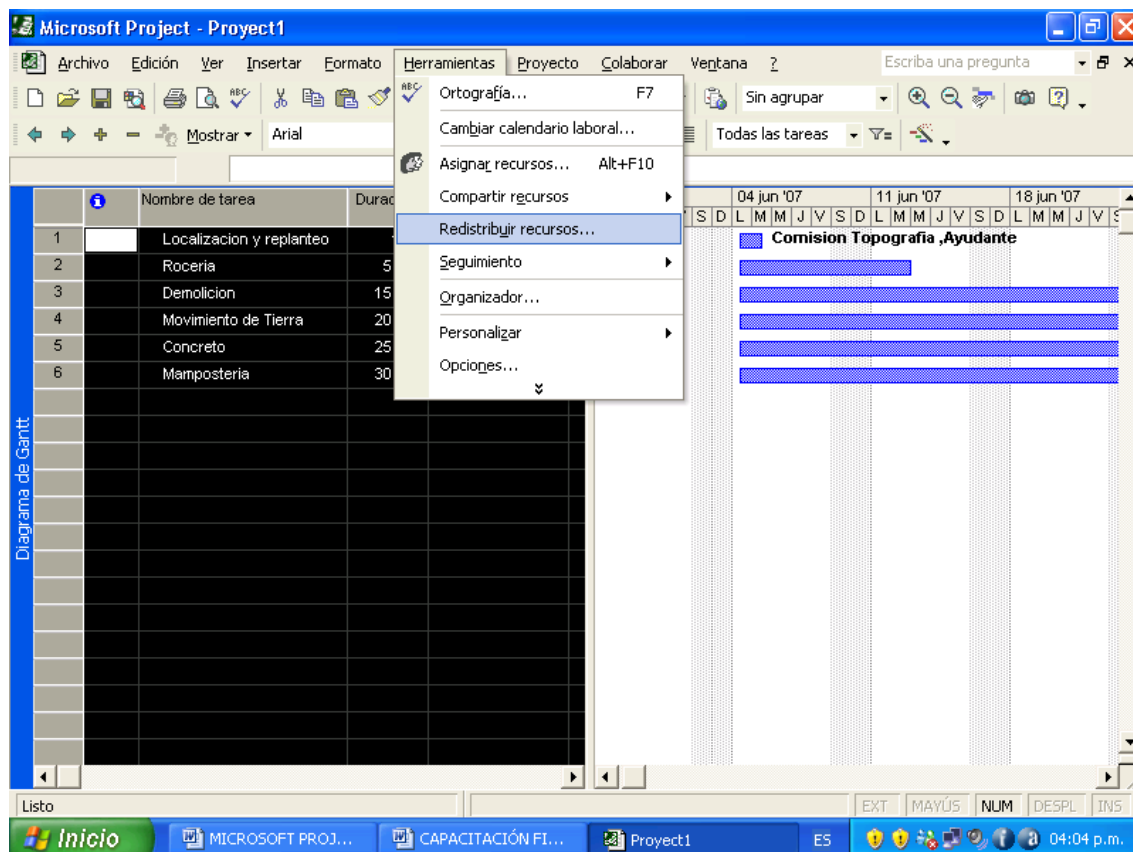 Microsoft Project - Proyect1
Archivo Edición Ver Insertar Formato Herramientas Proyecto Colaborar Ventana ? Escriba una pregunta
Sin agrupar
Mostrar Arial Todas las tareas
Ortografía... F7
Cambiar calendario laboral...
Asignar recursos... Alt+F10
Compartir recursos
Redistribuir recursos...
Seguimiento
Organizador...
Personalizar
Opciones...
Nombre de tarea Durac
04 jun '07 11 jun '07 18 jun '07
S D L M M J V S D L M M J V S D L M M J V S
1 Localizacion y replanteo Comision Topografia ,Ayudante
2 Roceria 5
3 Demolicion 15
4 Movimiento de Tierra 20
5 Concreto 25
6 Mamposteria 30
Diagrama de Gantt
Listo EXT MAYÚS NUM DESPL INS
Inicio MICROSOFT PROJ... CAPACITACIÓN FI... Proyect1 ES 04:04 p.m.